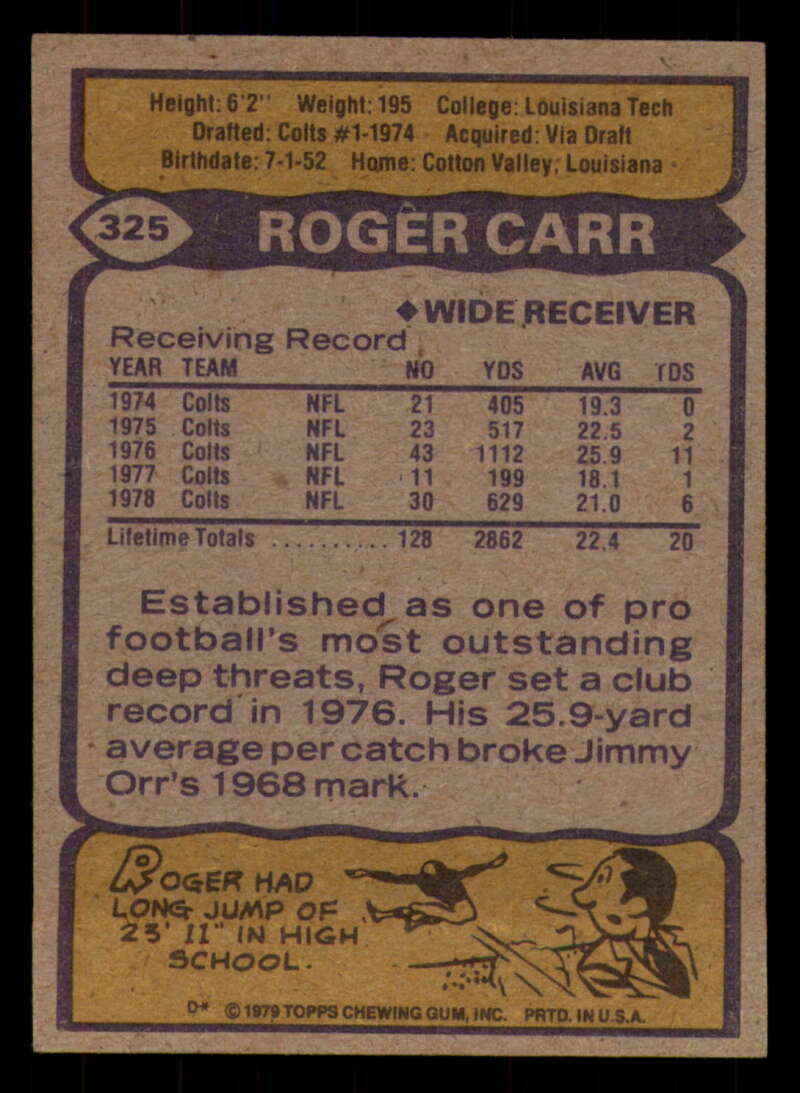 Height: 6'2" Weight: 195 College: Louisiana Tech
Drafted: Colts #1-1974 Acquired: Via Draft
Birthdate: 7-1-52 Home: Cotton Valley, Louisiana
325 ROGER CARR
◆WIDE RECEIVER
Receiving Record
YEAR TEAM NO YDS AVG TDS
1974 Colts NFL 21 405 19.3 0
1975 Colts NFL 23 517 22.5 2
1976 Colts NFL 43 1112 25.9 11
1977 Colts NFL 11 199 18.1 1
1978 Colts NFL 30 629 21.0 6
Lifetime Totals .......... 128 2862 22.4 20
Established as one of pro
football's most outstanding
deep threats, Roger set a club
record in 1976. His 25.9-yard
average per catch broke Jimmy
Orr's 1968 mark.
ROGER HAD
LONG JUMP OF
23' 11" IN HIGH
SCHOOL.
D* © 1979 TOPPS CHEWING GUM, INC. PRTD. IN U.S.A.